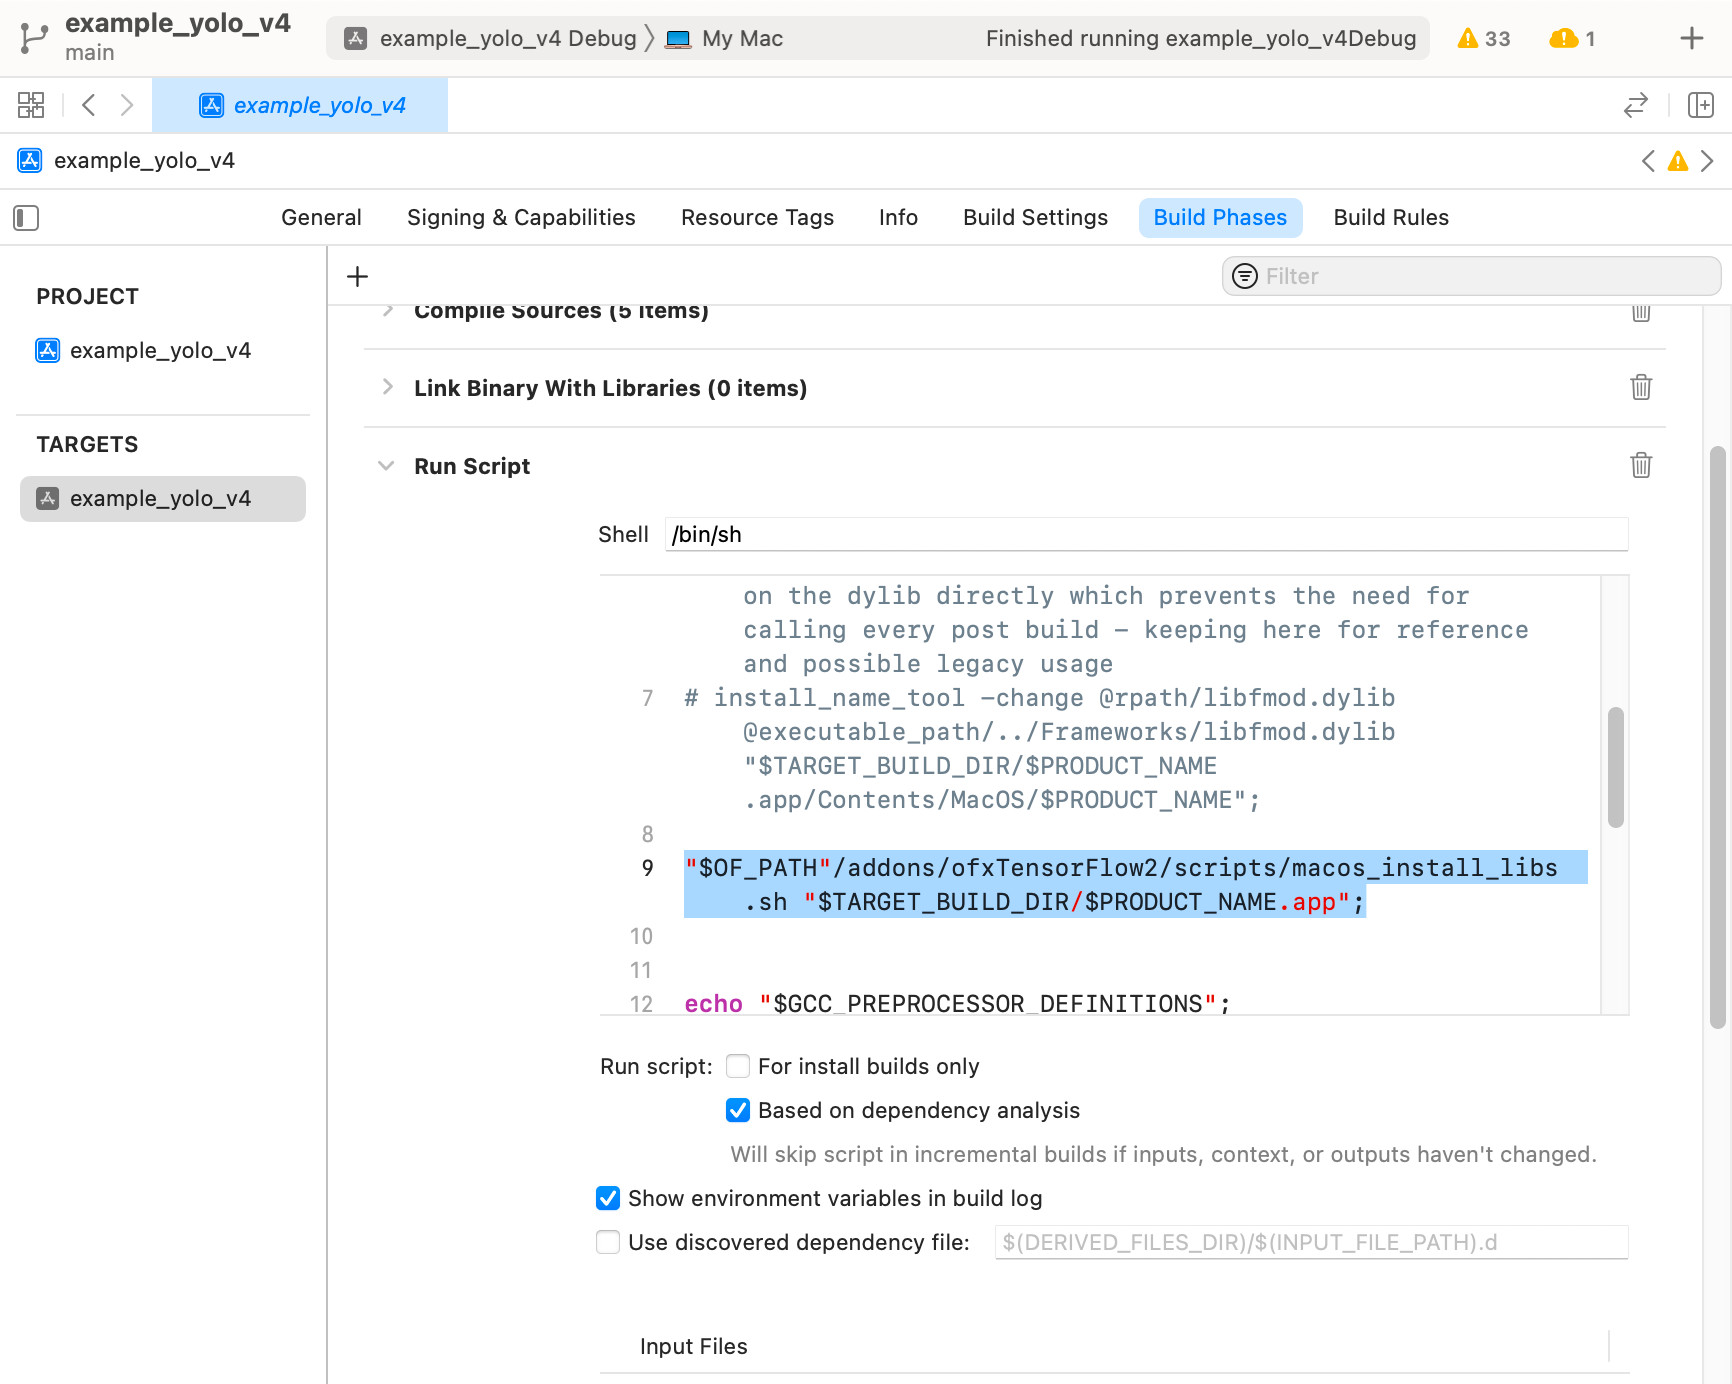 example_yolo_v4
main
example_yolo_v4 Debug
My Mac
Finished running example_yolo_v4Debug
33
1
example_yolo_v4
example_yolo_v4
General
Signing & Capabilities
Resource Tags
Info
Build Settings
Build Phases
Build Rules
PROJECT
example_yolo_v4
TARGETS
example_yolo_v4
Filter
Compile Sources (5 items)
Link Binary With Libraries (0 items)
Run Script
Shell /bin/sh
on the dylib directly which prevents the need for
calling every post build - keeping here for reference
and possible legacy usage
7 # install_name_tool -change @rpath/libfmod.dylib
@executable_path/../Frameworks/libfmod.dylib
"$TARGET_BUILD_DIR/$PRODUCT_NAME
.app/Contents/MacOS/$PRODUCT_NAME";
8
9 "$OF_PATH"/addons/ofxTensorFlow2/scripts/macos_install_libs
.sh "$TARGET_BUILD_DIR/$PRODUCT_NAME.app";
10
11
12 echo "$GCC_PREPROCESSOR_DEFINITIONS";
Run script: For install builds only
Based on dependency analysis
Will skip script in incremental builds if inputs, context, or outputs haven't changed.
Show environment variables in build log
Use discovered dependency file: $(DERIVED_FILES_DIR)/$(INPUT_FILE_PATH).d
Input Files